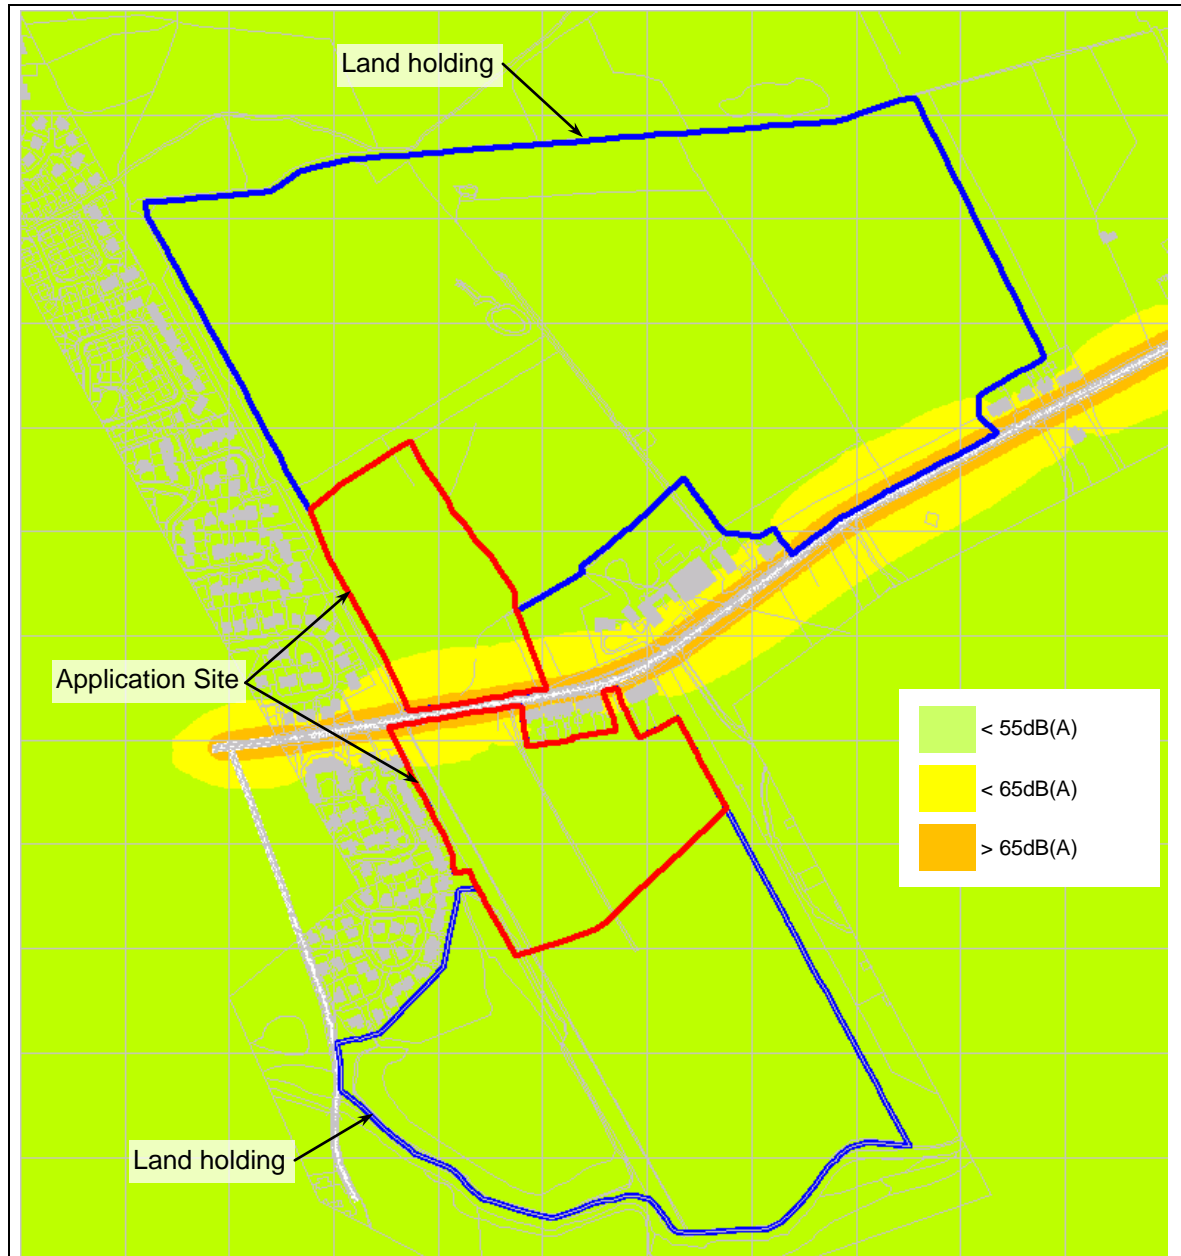 Land holding
Application Site
< 55dB(A)
< 65dB(A)
> 65dB(A)
Land holding